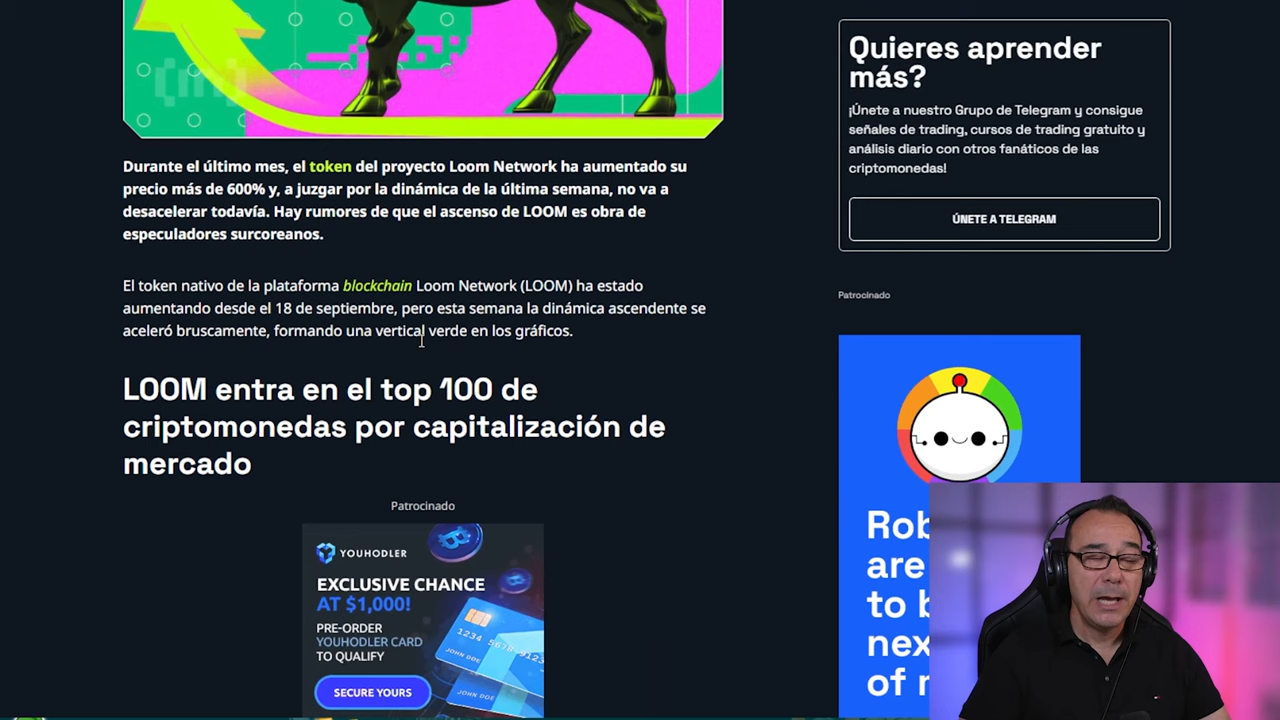 Durante el último mes, el token del proyecto Loom Network ha aumentado su
precio más de 600% y, a juzgar por la dinámica de la última semana, no va a
desacelerar todavía. Hay rumores de que el ascenso de LOOM es obra de
especuladores surcoreanos.
El token nativo de la plataforma blockchain Loom Network (LOOM) ha estado
aumentando desde el 18 de septiembre, pero esta semana la dinámica ascendente se
aceleró bruscamente, formando una vertical verde en los gráficos.
LOOM entra en el top 100 de
criptomonedas por capitalización de
mercado
Patrocinado
YOUHODLER
EXCLUSIVE CHANCE
AT $1,000!
PRE-ORDER
YOUHODLER CARD
TO QUALIFY
SECURE YOURS
1234 5678 9123
JOHN DOE
JOHN DOE
Quieres aprender
más?
¡Únete a nuestro Grupo de Telegram y consigue
señales de trading, cursos de trading gratuito y
análisis diario con otros fanáticos de las
criptomonedas!
ÚNETE A TELEGRAM
Patrocinado
are
to
of